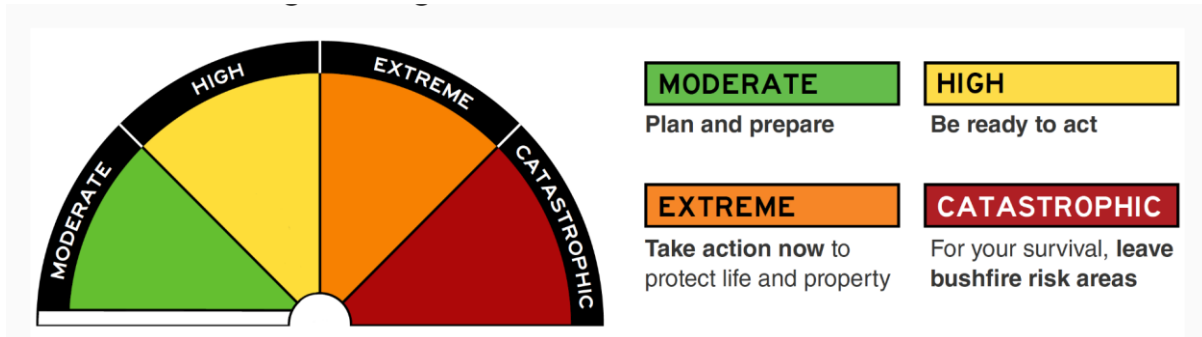 MODERATE
HIGH
EXTREME
CATASTROPHIC
MODERATE
Plan and prepare
HIGH
Be ready to act
EXTREME
Take action now to
protect life and property
CATASTROPHIC
For your survival, leave
bushfire risk areas